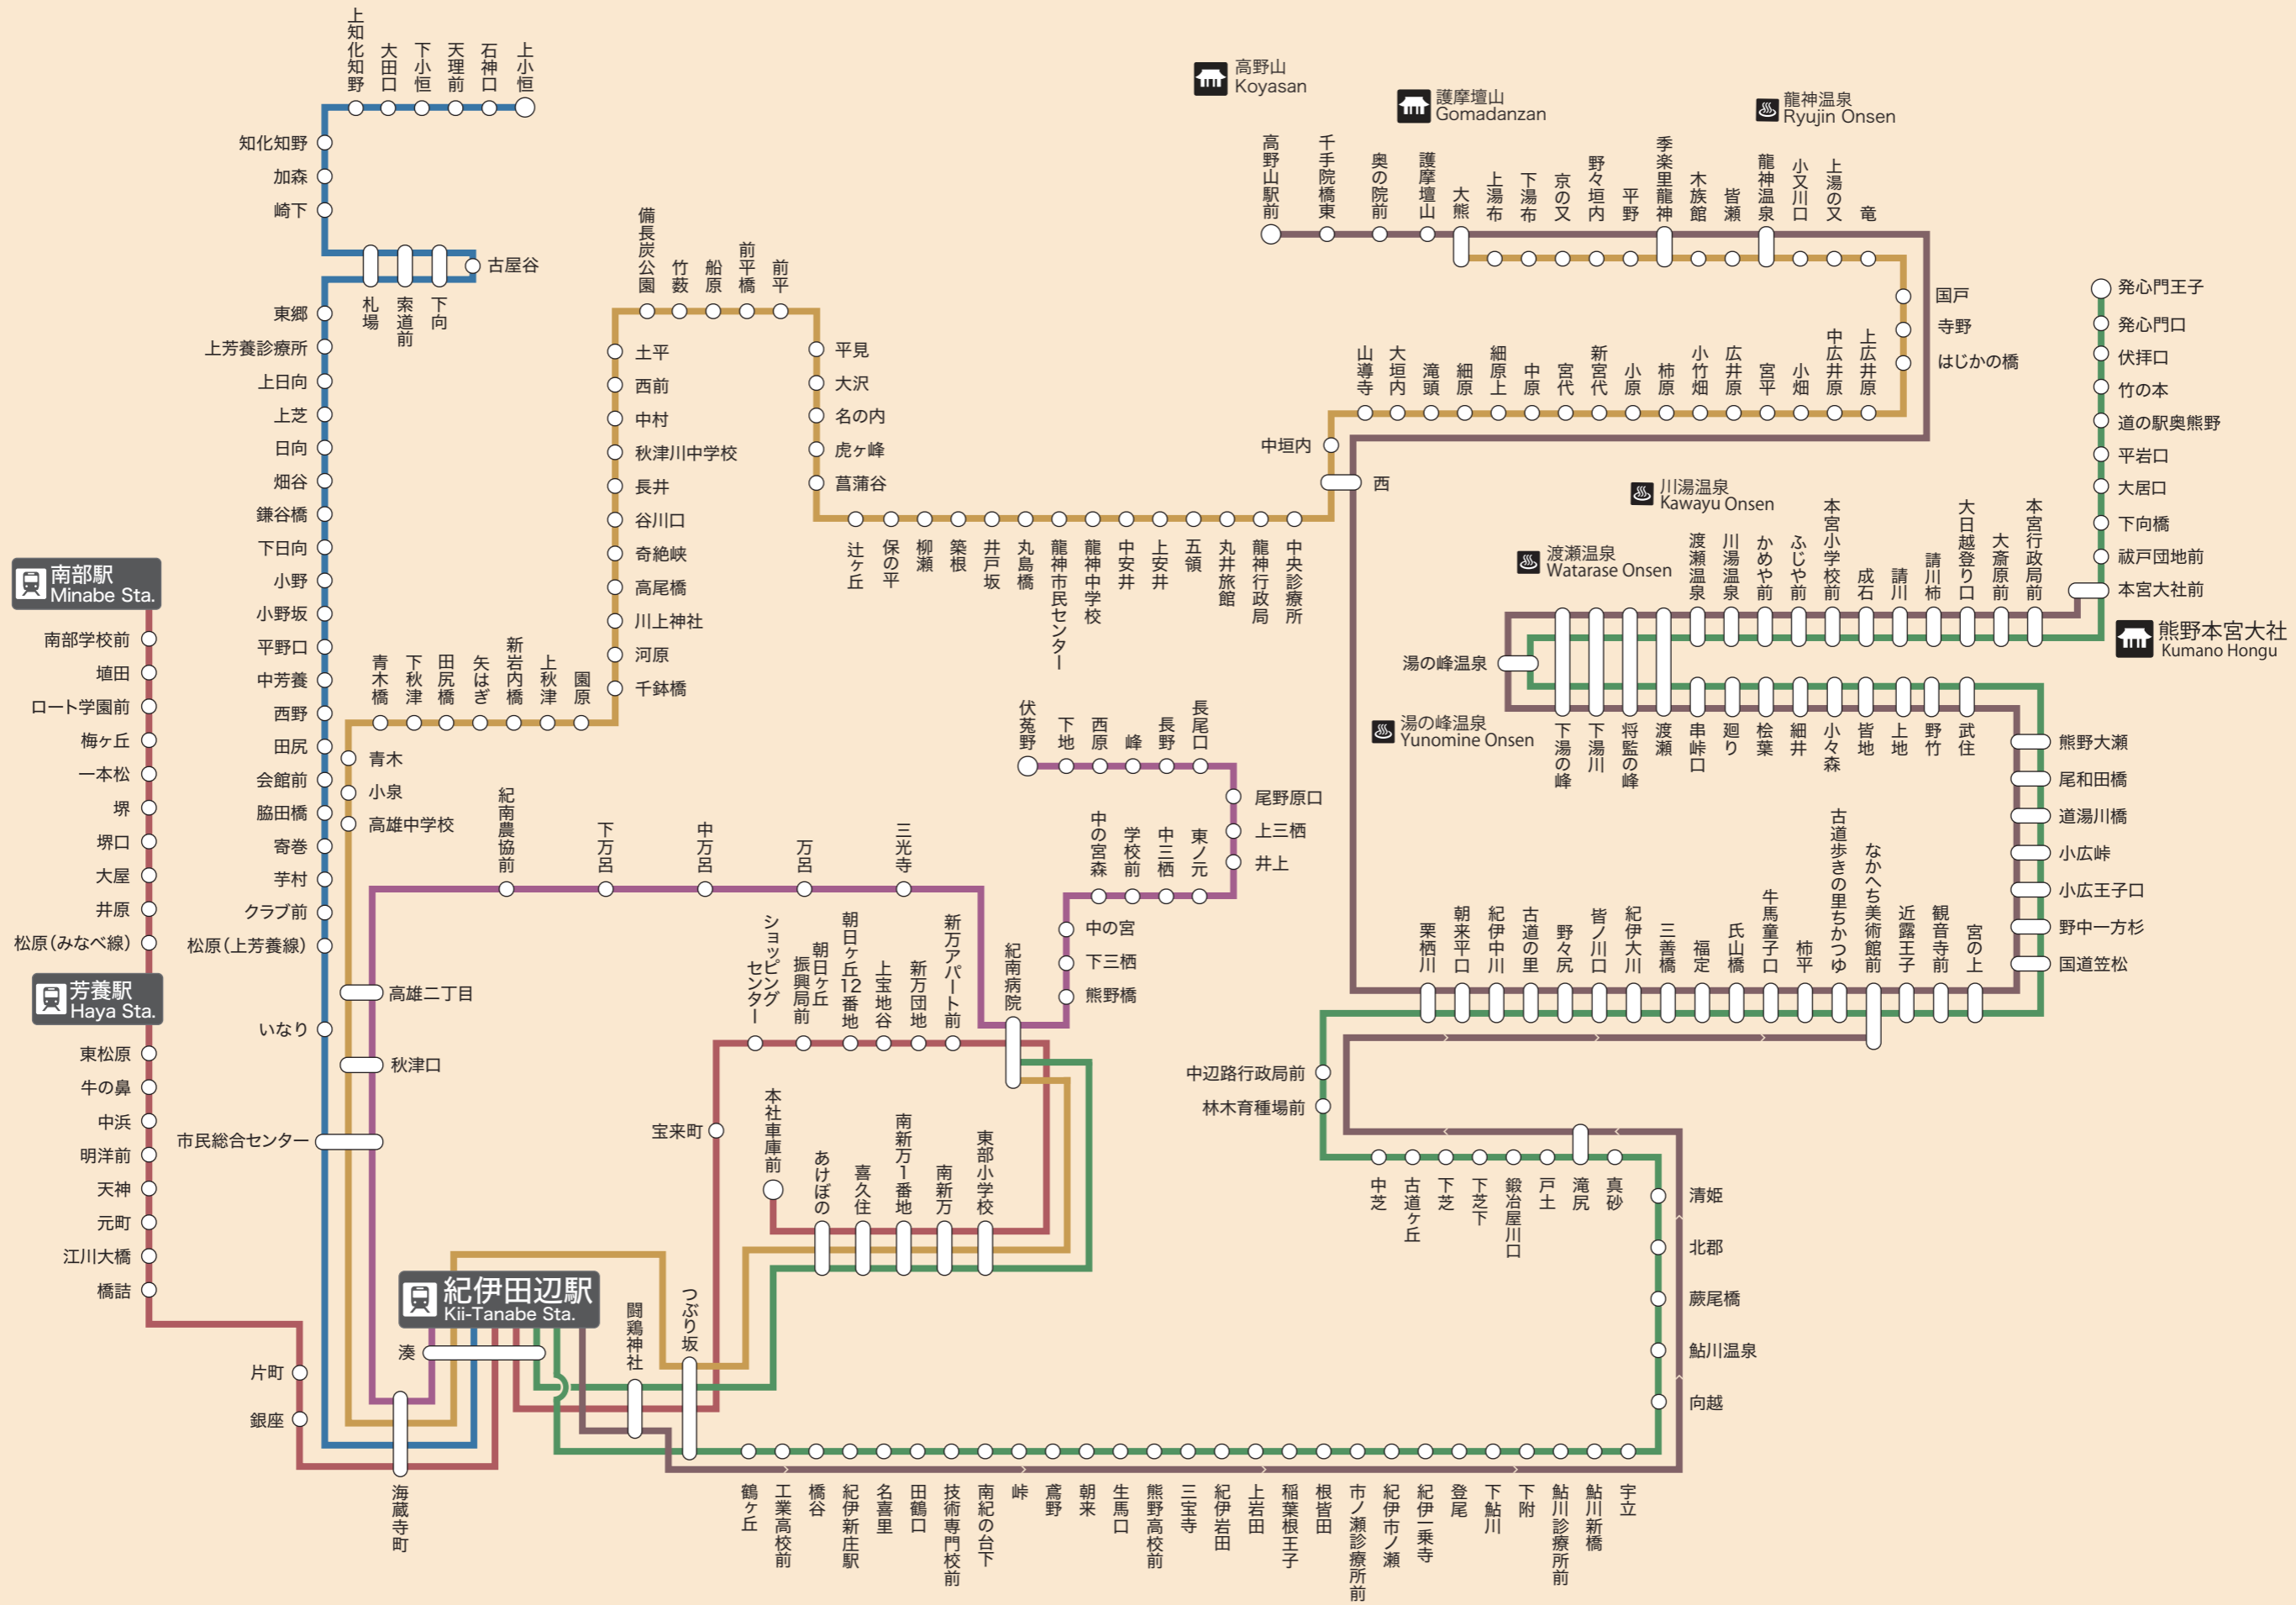 上知化知野
大田口
下小恒
天理前
石神口
上小恒
知化知野
加森
崎下
古屋谷
札場
索道前
下向
東郷
上芳養診療所
上日向
上芝
日向
畑谷
鎌谷橋
下日向
小野
小野坂
平野口
中芳養
西野
田尻
会館前
脇田橋
寄巻
芋村
クラブ前
松原（上芳養線）
いなり
市民総合センター
南部駅
Minabe Sta.
南部学校前
埴田
ロート学園前
梅ヶ丘
一本松
堺
堺口
大屋
井原
松原（みなべ線）
芳養駅
Haya Sta.
東松原
牛の鼻
中浜
明洋前
天神
元町
江川大橋
橋詰
片町
銀座
備長炭公園
竹薮
船原
前平橋
前平
土平
西前
中村
秋津川中学校
長井
谷川口
奇絶峡
高尾橋
川上神社
河原
千鉢橋
青木橋
下秋津
田尻橋
矢はぎ
新岩内橋
上秋津
園原
青木
小泉
高雄中学校
高雄二丁目
秋津口
平見
大沢
名の内
虎ヶ峰
菖蒲谷
辻ヶ丘
保の平
柳瀬
築根
井戸坂
丸島橋
龍神市民センター
龍神中学校
中安井
上安井
五領
丸井旅館
龍神行政局
中央診療所
中垣内
西
高野山
Koyasan
護摩壇山
Gomadanzan
龍神温泉
Ryujin Onsen
高野山駅前
千手院橋東
奥の院前
護摩壇山
大熊
上湯布
下湯布
京の又
野々垣内
平野
季楽里龍神
木族館
皆瀬
龍神温泉
小又川口
上湯の又
竜
国戸
寺野
はじかの橋
山導寺
大垣内
滝頭
細原
細原上
中原
宮代
新宮代
小原
柿原
小竹畑
広井原
宮平
小畑
中広井原
上広井原
発心門王子
発心門口
伏拝口
竹の本
道の駅奥熊野
平岩口
大居口
下向橋
祓戸団地前
本宮大社前
熊野本宮大社
Kumano Hongu
川湯温泉
Kawayu Onsen
渡瀬温泉
Watarase Onsen
渡瀬温泉
川湯温泉
かめや前
ふじや前
本宮小学校前
成石
請川
請川柿
大日越登り口
大斎原前
本宮行政局前
湯の峰温泉
湯の峰温泉
Yunomine Onsen
下湯の峰
下湯川
将監の峰
渡瀬
串峠口
廻り
桧葉
細井
小々森
皆地
上地
野竹
武住
熊野大瀬
尾和田橋
道湯川橋
小広峠
小広王子口
野中一方杉
国道笠松
栗栖川
朝来平口
紀伊中川
古道の里
野々尻
皆ノ川口
紀伊大川
三善橋
福定
氏山橋
牛馬童子口
柿平
古道歩きの里ちかつゆ
なかへち美術館前
近露王子
観音寺前
宮の上
中辺路行政局前
林木育種場前
中芝
古道ヶ丘
下芝
下芝下
鍛冶屋川口
戸土
滝尻
真砂
清姫
北郡
蕨尾橋
鮎川温泉
向越
伏菟野
下地
西原
峰
長野
長尾口
尾野原口
上三栖
井上
中の宮森
学校前
中三栖
東ノ元
中の宮
下三栖
熊野橋
紀南農協前
下万呂
中万呂
万呂
三光寺
ショッピング
センター
朝日ヶ丘
振興局前
朝日ヶ丘12番地
上宝地谷
新万団地
新万アパート前
紀南病院
宝来町
本社車庫前
あけぼの
喜久住
南新万1番地
南新万
東部小学校
紀伊田辺駅
Kii-Tanabe Sta.
湊
海蔵寺町
闘鶏神社
つぶり坂
鶴ヶ丘
工業高校前
橋谷
紀伊新庄駅
名喜里
田鶴口
技術専門校前
南紀の台下
峠
鳶野
朝来
生馬口
熊野高校前
三宝寺
紀伊岩田
上岩田
稲葉根王子
根皆田
市ノ瀬診療所前
紀伊市ノ瀬
紀伊一乗寺
登尾
下鮎川
下附
鮎川診療所前
鮎川新橋
宇立